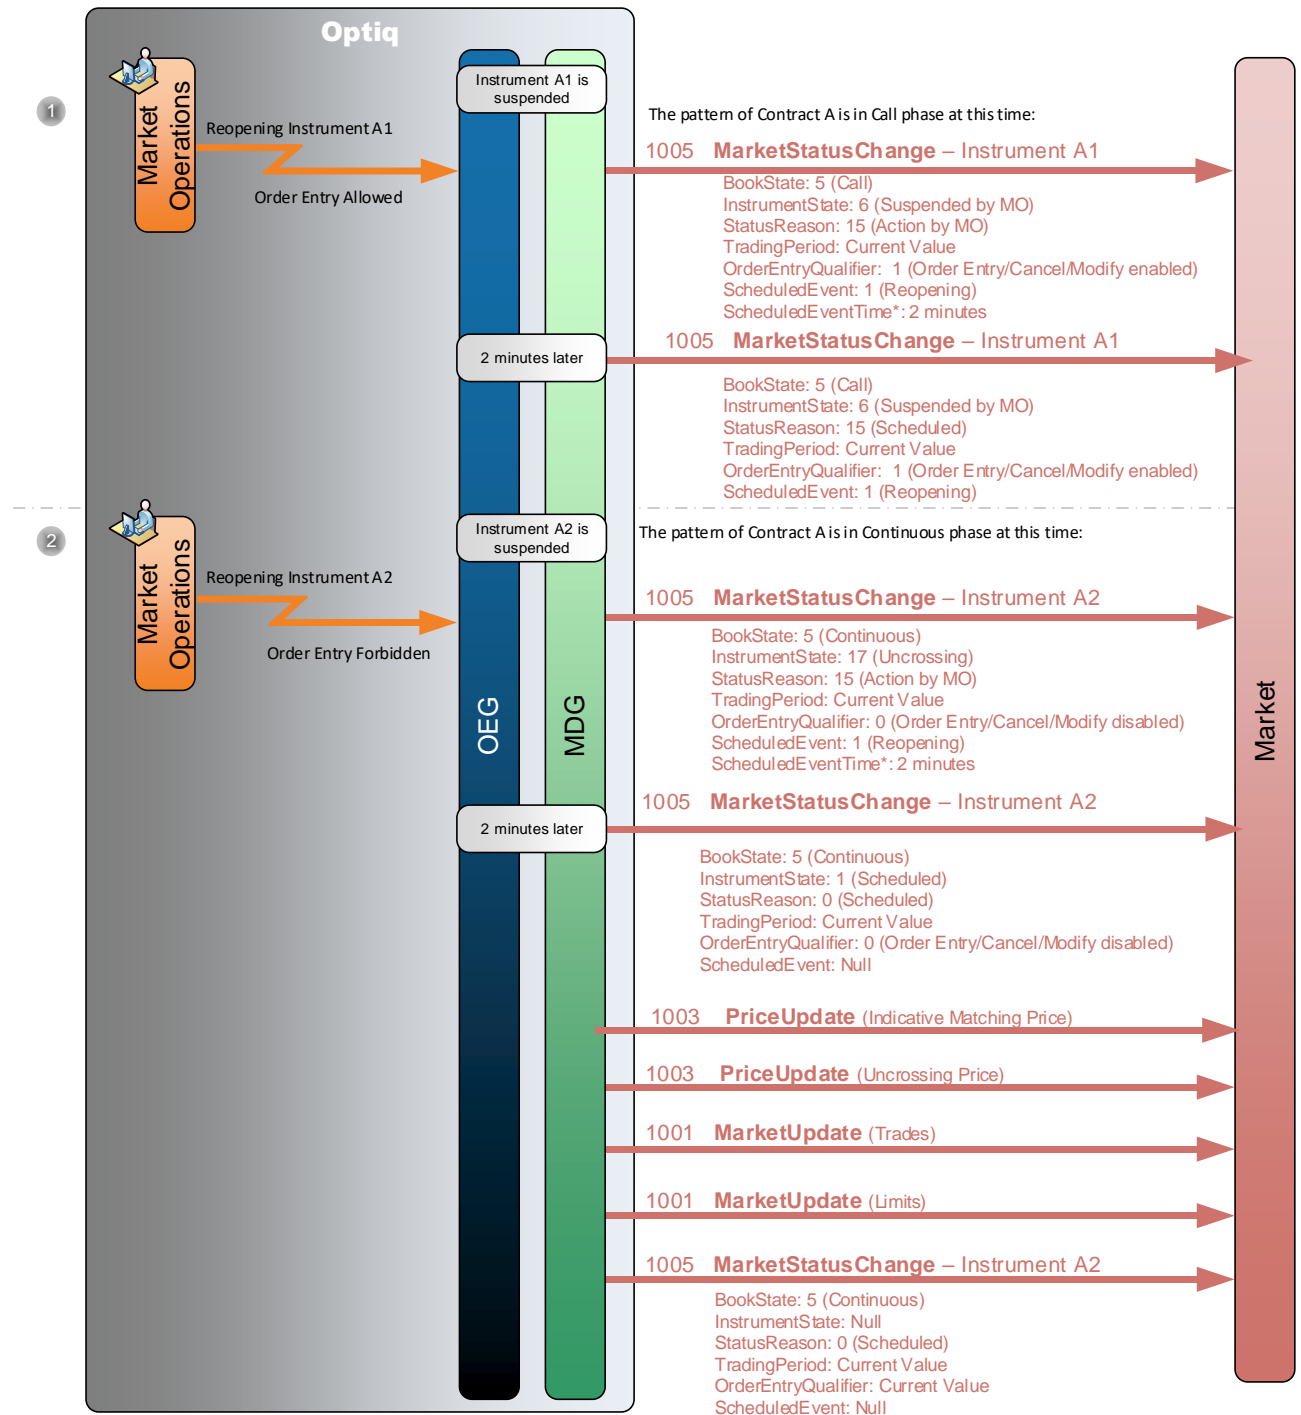 Optiq
1
Market
Operations
Reopening Instrument A1
Order Entry Allowed
Instrument A1 is
suspended
The pattern of Contract A is in Call phase at this time:
1005 MarketStatusChange – Instrument A1
BookState: 5 (Call)
InstrumentState: 6 (Suspended by MO)
StatusReason: 15 (Action by MO)
TradingPeriod: Current Value
OrderEntryQualifier: 1 (Order Entry/Cancel/Modify enabled)
ScheduledEvent: 1 (Reopening)
ScheduledEventTime*: 2 minutes
2 minutes later
1005 MarketStatusChange – Instrument A1
BookState: 5 (Call)
InstrumentState: 6 (Suspended by MO)
StatusReason: 15 (Scheduled)
TradingPeriod: Current Value
OrderEntryQualifier: 1 (Order Entry/Cancel/Modify enabled)
ScheduledEvent: 1 (Reopening)
2
Market
Operations
Reopening Instrument A2
Order Entry Forbidden
Instrument A2 is
suspended
The pattern of Contract A is in Continuous phase at this time:
1005 MarketStatusChange – Instrument A2
BookState: 5 (Continuous)
InstrumentState: 17 (Uncrossing)
StatusReason: 15 (Action by MO)
TradingPeriod: Current Value
OrderEntryQualifier: 0 (Order Entry/Cancel/Modify disabled)
ScheduledEvent: 1 (Reopening)
ScheduledEventTime*: 2 minutes
OEG
MDG
Market
2 minutes later
1005 MarketStatusChange – Instrument A2
BookState: 5 (Continuous)
InstrumentState: 1 (Scheduled)
StatusReason: 0 (Scheduled)
TradingPeriod: Current Value
OrderEntryQualifier: 0 (Order Entry/Cancel/Modify disabled)
ScheduledEvent: Null
1003 PriceUpdate (Indicative Matching Price)
1003 PriceUpdate (Uncrossing Price)
1001 MarketUpdate (Trades)
1001 MarketUpdate (Limits)
1005 MarketStatusChange – Instrument A2
BookState: 5 (Continuous)
InstrumentState: Null
StatusReason: 0 (Scheduled)
TradingPeriod: Current Value
OrderEntryQualifier: Current Value
ScheduledEvent: Null